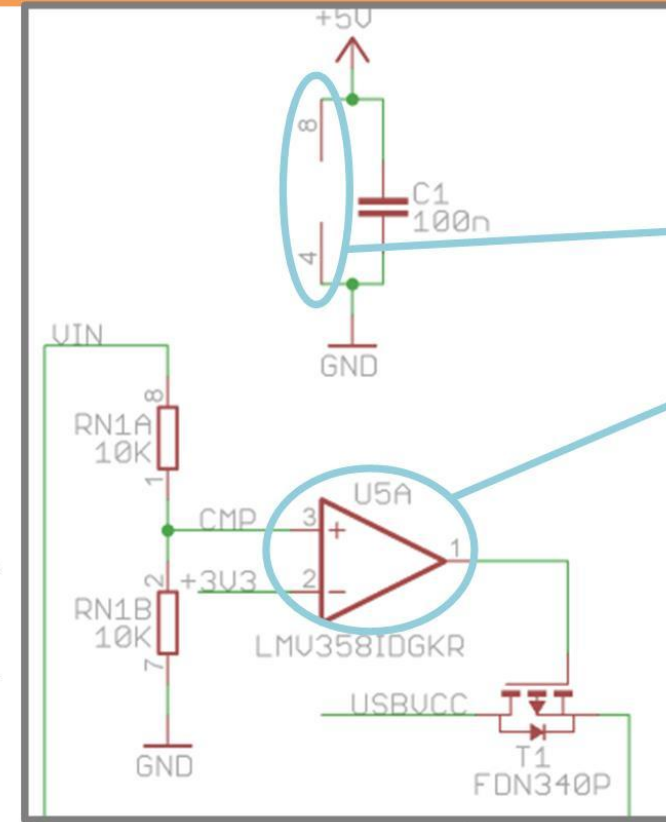 +5V
8
C1
100n
4
GND
VIN
8
RN1A
10K
1
U5A
CMP
3
+
1
+3V3
2
−
2
RN1B
10K
LMV358IDGKR
7
USBVCC
GND
T1
FDN340P